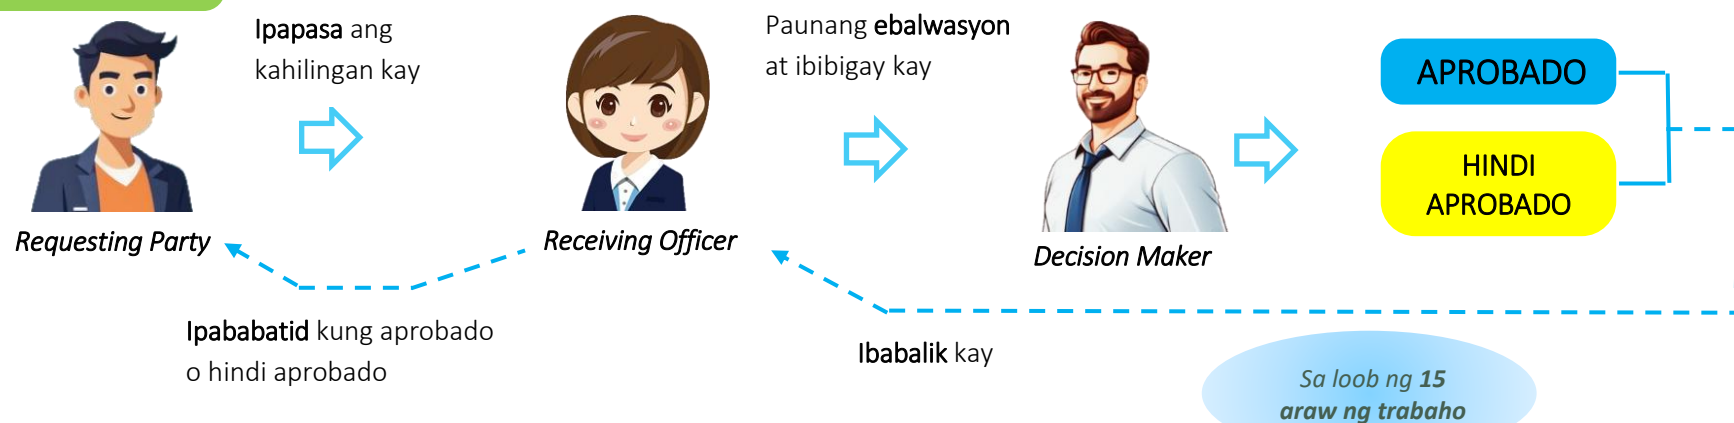 Ipapasa ang
kahilingan kay
Paunang ebalwasyon
at ibibigay kay
APROBADO
HINDI
APROBADO
Requesting Party
Receiving Officer
Decision Maker
Ipababatid kung aprobado
o hindi aprobado
Ibabalik kay
Sa loob ng 15
araw ng trabaho